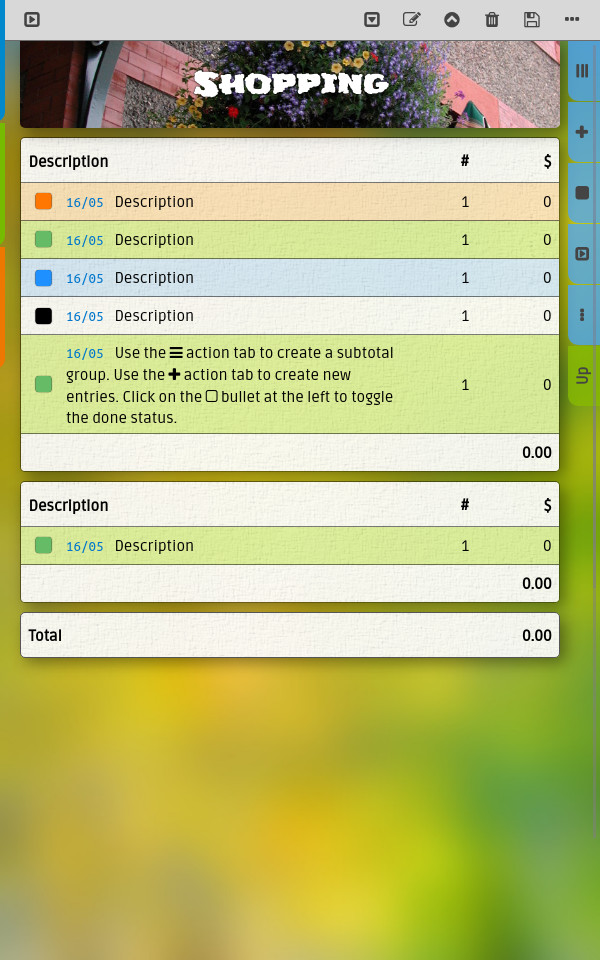 Shopping
Description # $
16/05 Description 1 0
16/05 Description 1 0
16/05 Description 1 0
16/05 Description 1 0
16/05 Use the ☰ action tab to create a subtotal
group. Use the ✚ action tab to create new
entries. Click on the ▢ bullet at the left to toggle
the done status. 1 0
0.00
Description # $
16/05 Description 1 0
0.00
Total 0.00
Up